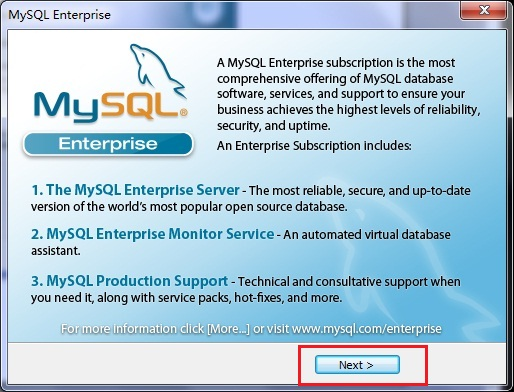 MySQL Enterprise
MySQL®
Enterprise
A MySQL Enterprise subscription is the most
comprehensive offering of MySQL database
software, services, and support to ensure your
business achieves the highest levels of reliability,
security, and uptime.
An Enterprise Subscription includes:
1. The MySQL Enterprise Server - The most reliable, secure, and up-to-date
version of the world's most popular open source database.
2. MySQL Enterprise Monitor Service - An automated virtual database
assistant.
3. MySQL Production Support - Technical and consultative support when
you need it, along with service packs, hot-fixes, and more.
For more information click [More...] or visit www.mysql.com/enterprise
Next >